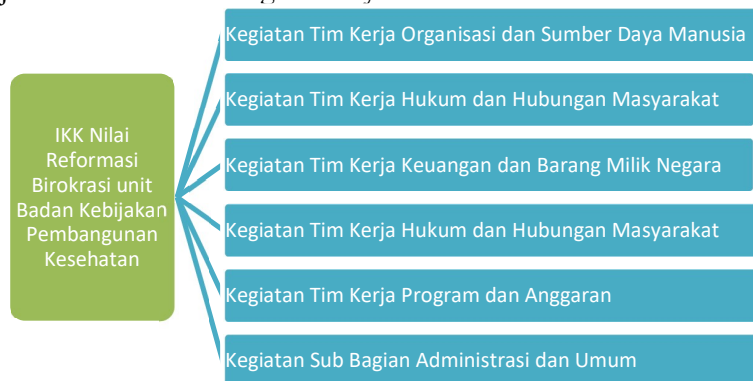 IKK Nilai
Reformasi
Birokrasi unit
Badan Kebijakan
Pembangunan
Kesehatan
Kegiatan Tim Kerja Organisasi dan Sumber Daya Manusia
Kegiatan Tim Kerja Hukum dan Hubungan Masyarakat
Kegiatan Tim Kerja Keuangan dan Barang Milik Negara
Kegiatan Tim Kerja Hukum dan Hubungan Masyarakat
Kegiatan Tim Kerja Program dan Anggaran
Kegiatan Sub Bagian Administrasi dan Umum